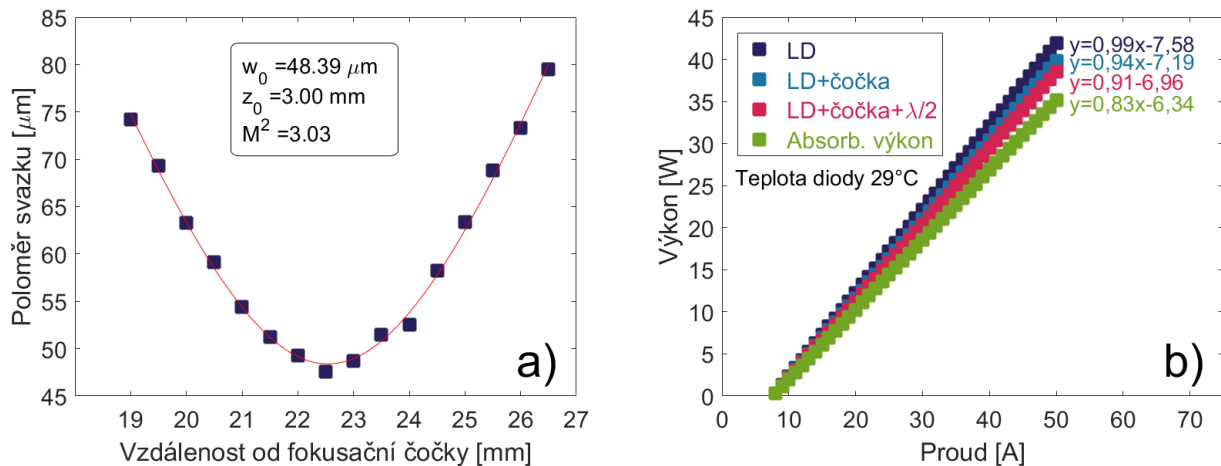 85
80
75
70
65
60
55
50
45
Poloměr svazku [μm]
w₀ =48.39 μm
z₀ =3.00 mm
M² =3.03
a)
19 20 21 22 23 24 25 26 27
Vzdálenost od fokusační čočky [mm]
45
40
35
30
25
20
15
10
5
0
Výkon [W]
LD
LD+čočka
LD+čočka+λ/2
Absorb. výkon
Teplota diody 29°C
y=0,99x-7,58
y=0,94x-7,19
y=0,91-6,96
y=0,83x-6,34
b)
0 10 20 30 40 50 60 70
Proud [A]